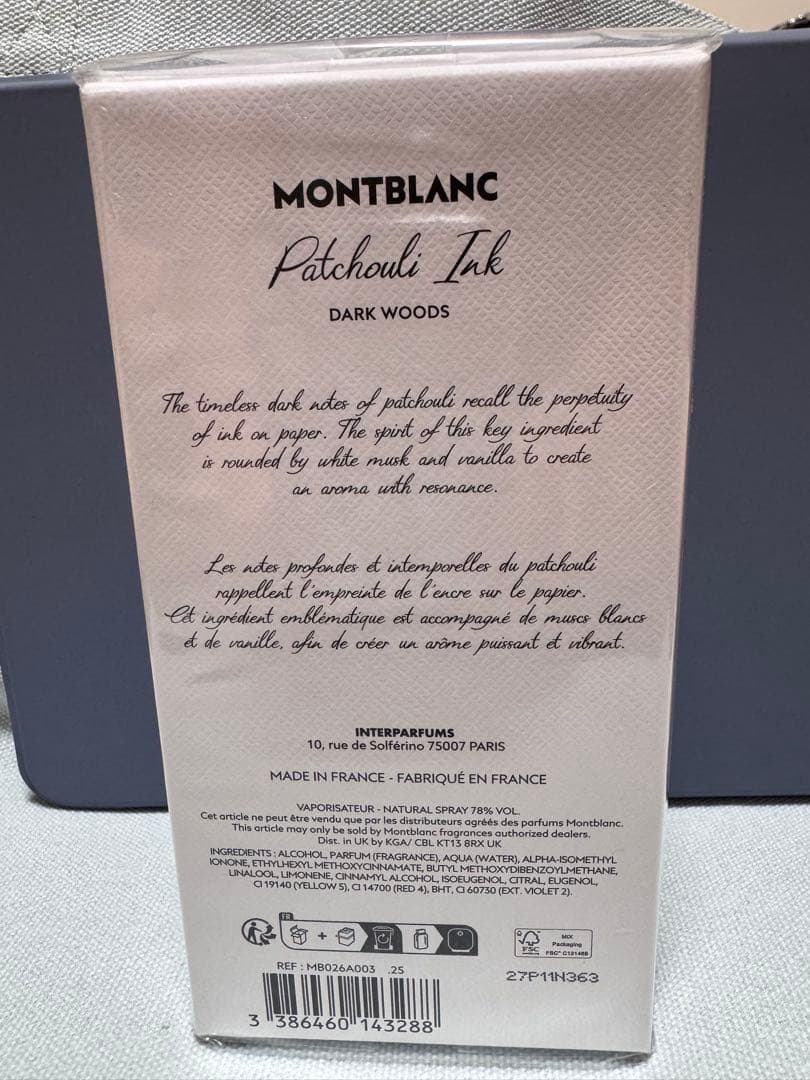 MONTBLANC
Patchouli Ink
DARK WOODS
The timeless dark notes of patchouli recall the perpetuity
of ink on paper. The spirit of this key ingredient
is rounded by white musk and vanilla to create
an aroma with resonance.
Les notes profondes et intemporelles du patchouli
rappellent l'empreinte de l'encre sur le papier.
Cet ingrédient emblématique est accompagné de muscs blancs
et de vanille, afin de créer un arôme puissant et vibrant.
INTERPARFUMS
10, rue de Solférino 75007 PARIS
MADE IN FRANCE - FABRIQUÉ EN FRANCE
VAPORISATEUR - NATURAL SPRAY 78% VOL.
Cet article ne peut être vendu que par les distributeurs agréés des parfums Montblanc.
This article may only be sold by Montblanc fragrances authorized dealers.
Dist. in UK by KGA/ CBL KT13 8RX UK
INGREDIENTS : ALCOHOL, PARFUM (FRAGRANCE), AQUA (WATER), ALPHA-ISOMETHYL
IONONE, ETHYLHEXYL METHOXYCINNAMATE, BUTYL METHOXYDIBENZOYLMETHANE,
LINALOOL, LIMONENE, CINNAMYL ALCOHOL, ISOEUGENOL, CITRAL, EUGENOL,
CI 19140 (YELLOW 5), CI 14700 (RED 4), BHT, CI 60730 (EXT. VIOLET 2).
FR
+
FSC
MIX
Packaging
FSC® C121466
REF : MB026A003 .25
27P11N363
3 386460 143288